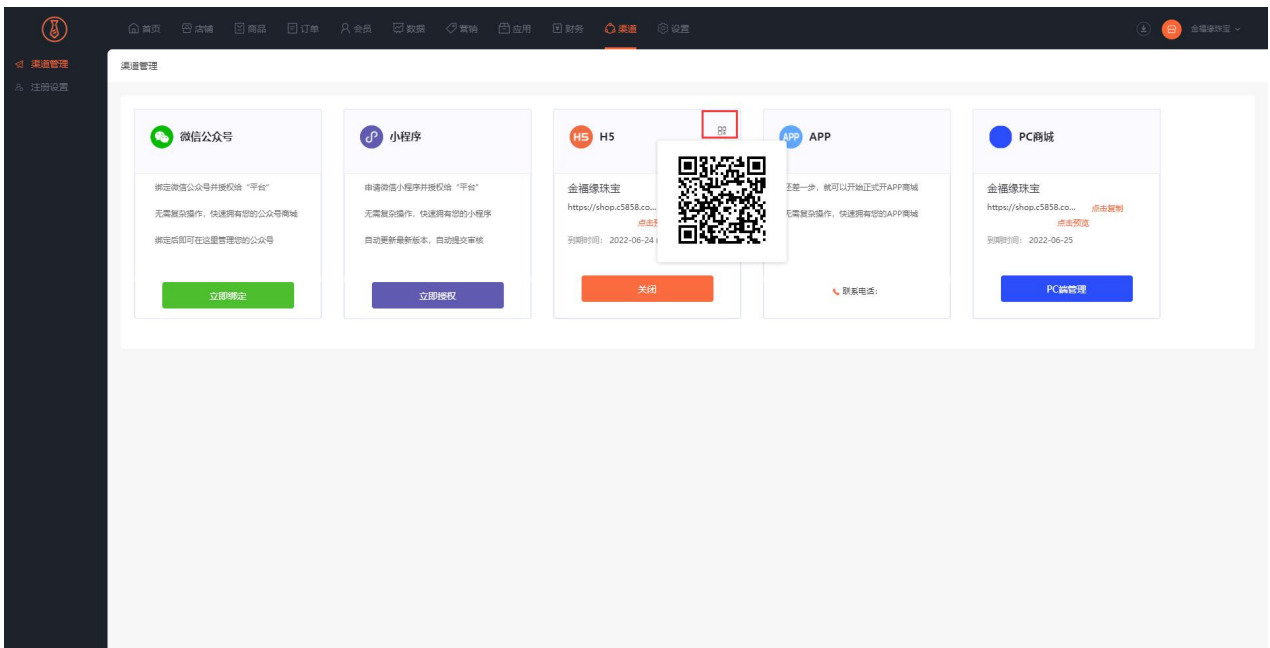 首页 店铺 商品 订单 会员 数据 营销 应用 财务 渠道 设置 金福缘珠宝
渠道管理
注册设置
渠道管理
微信公众号
绑定微信公众号并授权给“平台”
无需复杂操作，快速拥有您的公众号商城
绑定后即可在这里管理您的公众号
立即绑定
小程序
申请微信小程序并授权给“平台”
无需复杂操作，快速拥有您的小程序
自动更新最新版本，自动提交审核
立即授权
H5 H5
金福缘珠宝
https://shop.c5858.co...
点击
到期时间：2022-06-24
关闭
APP APP
还差一步，就可以开始正式开APP商城
无需复杂操作，快速拥有您的APP商城
联系电话：
PC商城
金福缘珠宝
https://shop.c5858.co... 点击复制
点击预览
到期时间：2022-06-25
PC端管理